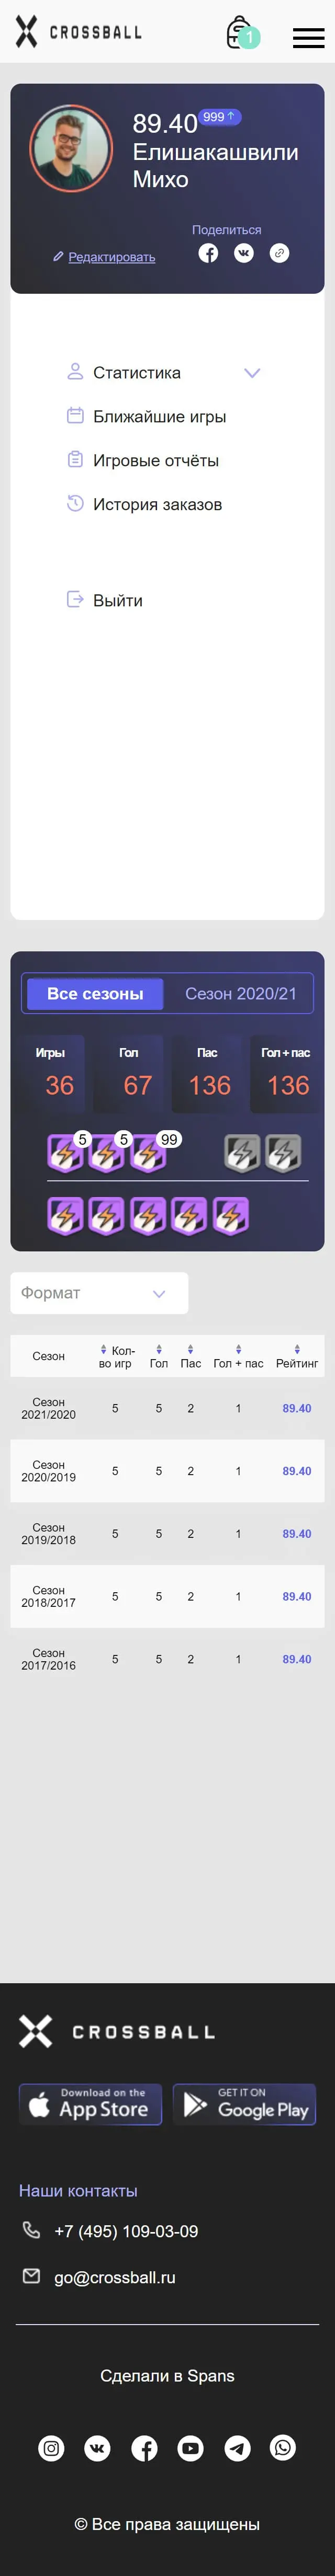 CROSSBALL
1
89.40 999↑
Елишакашвили
Михо
Поделиться
Редактировать
Статистика
Ближайшие игры
Игровые отчёты
История заказов
Выйти
Все сезоны Сезон 2020/21
Игры Гол Пас Гол + пас
36 67 136 136
5 5 99
Формат
Сезон Кол-во игр Гол Пас Гол + пас Рейтинг
Сезон 2021/2020 5 5 2 1 89.40
Сезон 2020/2019 5 5 2 1 89.40
Сезон 2019/2018 5 5 2 1 89.40
Сезон 2018/2017 5 5 2 1 89.40
Сезон 2017/2016 5 5 2 1 89.40
CROSSBALL
Download on the App Store
GET IT ON Google Play
Наши контакты
+7 (495) 109-03-09
go@crossball.ru
Сделали в Spans
© Все права защищены